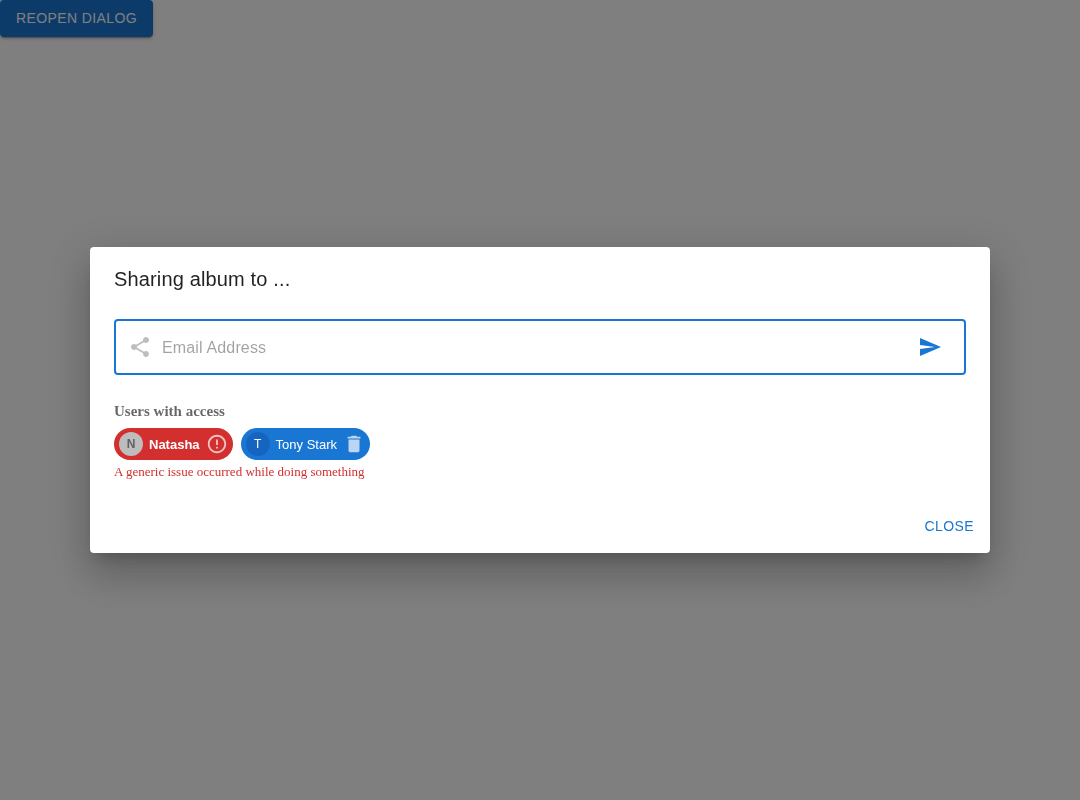 REOPEN DIALOG
Sharing album to ...
Email Address
Users with access
N Natasha T Tony Stark
A generic issue occurred while doing something
CLOSE